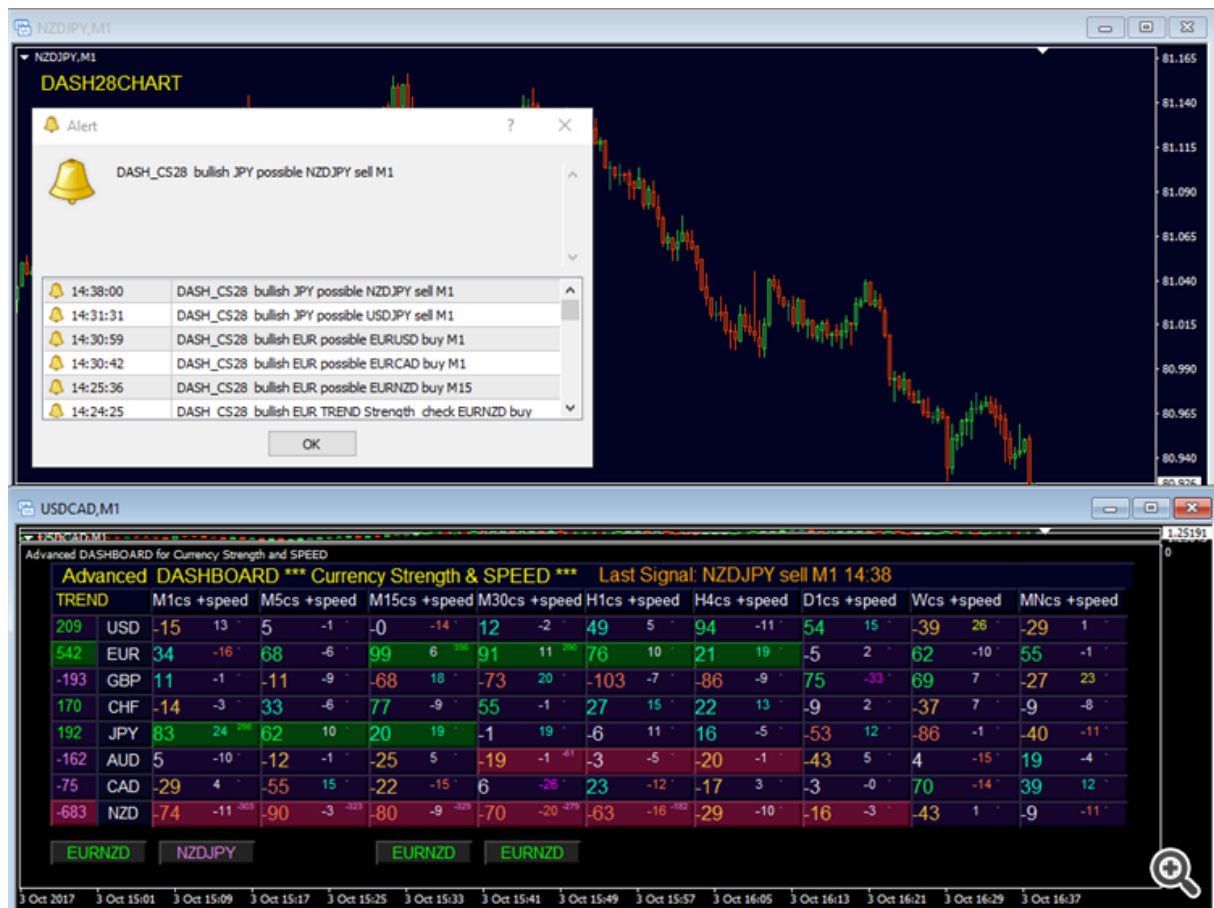 NZDJPY,M1
NZDJPY,M1
DASH28CHART
81.165
81.140
81.115
81.090
81.065
81.040
81.015
80.990
80.965
80.940
80.926
Alert ?
DASH_CS28 bullish JPY possible NZDJPY sell M1
14:38:00 DASH_CS28 bullish JPY possible NZDJPY sell M1
14:31:31 DASH_CS28 bullish JPY possible USDJPY sell M1
14:30:59 DASH_CS28 bullish EUR possible EURUSD buy M1
14:30:42 DASH_CS28 bullish EUR possible EURCAD buy M1
14:25:36 DASH_CS28 bullish EUR possible EURNZD buy M15
14:24:25 DASH_CS28 bullish EUR TREND Strength check EURNZD buy
OK
USDCAD,M1
USDCAD,M1
1.25191
0
Advanced DASHBOARD for Currency Strength and SPEED
Advanced DASHBOARD *** Currency Strength & SPEED *** Last Signal: NZDJPY sell M1 14:38
TREND M1cs +speed M5cs +speed M15cs +speed M30cs +speed H1cs +speed H4cs +speed D1cs +speed Wcs +speed MNcs +speed
209 USD -15 13 5 -1 -0 -14 12 -2 49 5 94 -11 54 15 -39 26 -29 1
542 EUR 34 -16 68 -6 99 6 336 91 11 290 76 10 21 19 -5 2 62 -10 55 -1
-193 GBP 11 -1 -11 -9 -68 18 -73 20 -103 -7 -86 -9 75 -33 69 7 -27 23
170 CHF -14 -3 33 -6 77 -9 55 -1 27 15 22 13 -9 2 -37 7 -9 -8
192 JPY 83 24 62 10 20 19 -1 19 -6 11 16 -5 -53 12 -86 -1 -40 -11
-162 AUD 5 -10 -12 -1 -25 5 -19 -1 -61 -3 -5 -20 -1 -43 5 4 -15 19 -4
-75 CAD -29 4 -55 15 -22 -15 6 -26 23 -12 -17 3 -3 -0 70 -14 39 12
-683 NZD -74 -11 -303 -90 -3 -323 -80 -9 -329 -70 -20 -279 -63 -16 -182 -29 -10 -16 -3 -43 1 -9 -11
EURNZD NZDJPY EURNZD EURNZD
3 Oct 2017 3 Oct 15:01 3 Oct 15:09 3 Oct 15:17 3 Oct 15:25 3 Oct 15:33 3 Oct 15:41 3 Oct 15:49 3 Oct 15:57 3 Oct 16:05 3 Oct 16:13 3 Oct 16:21 3 Oct 16:29 3 Oct 16:37